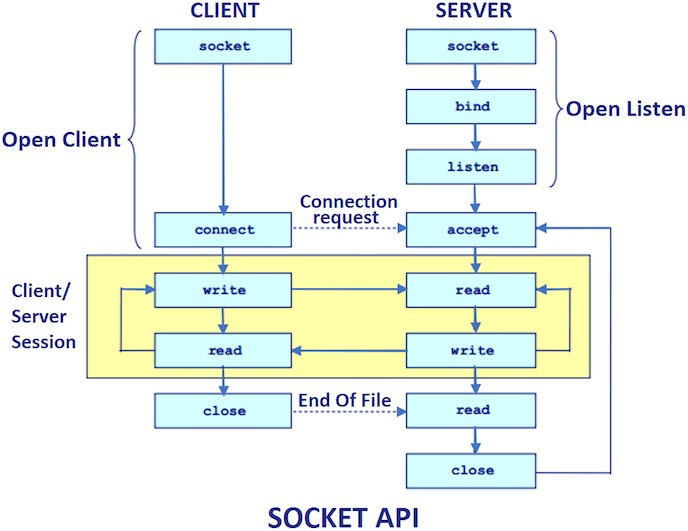 CLIENT
SERVER
socket
socket
bind
Open Client
Open Listen
listen
Connection
request
connect
accept
Client/
Server
Session
write
read
read
write
close
End Of File
read
close
SOCKET API